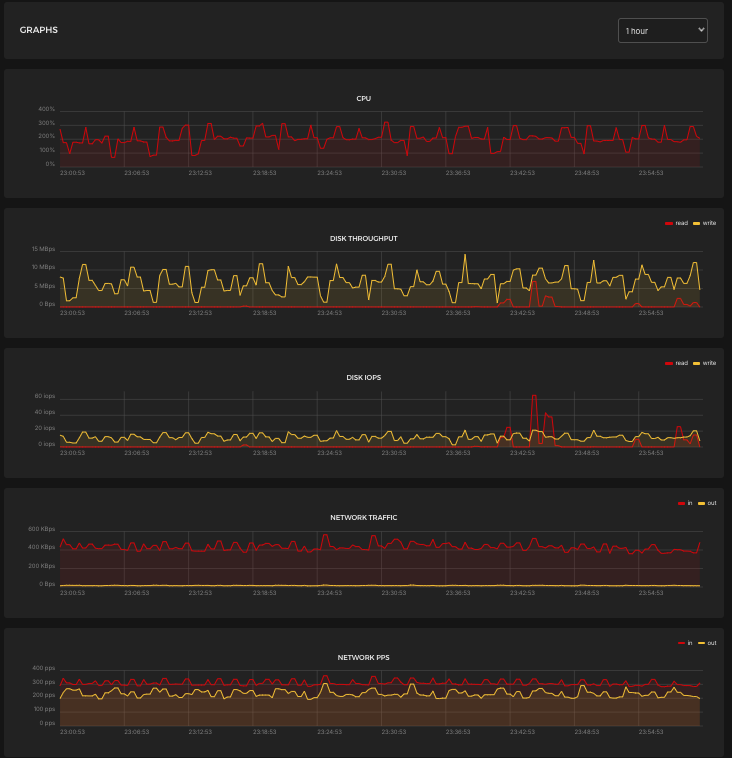 GRAPHS
1 hour
CPU
400%
300%
200%
100%
0%
23:00:53 23:06:53 23:12:53 23:18:53 23:24:53 23:30:53 23:36:53 23:42:53 23:48:53 23:54:53
read write
DISK THROUGHPUT
15 MBps
10 MBps
5 MBps
0 Bps
23:00:53 23:06:53 23:12:53 23:18:53 23:24:53 23:30:53 23:36:53 23:42:53 23:48:53 23:54:53
read write
DISK IOPS
60 iops
40 iops
20 iops
0 iops
23:00:53 23:06:53 23:12:53 23:18:53 23:24:53 23:30:53 23:36:53 23:42:53 23:48:53 23:54:53
in out
NETWORK TRAFFIC
600 KBps
400 KBps
200 KBps
0 Bps
23:00:53 23:06:53 23:12:53 23:18:53 23:24:53 23:30:53 23:36:53 23:42:53 23:48:53 23:54:53
in out
NETWORK PPS
400 pps
300 pps
200 pps
100 pps
0 pps
23:00:53 23:06:53 23:12:53 23:18:53 23:24:53 23:30:53 23:36:53 23:42:53 23:48:53 23:54:53